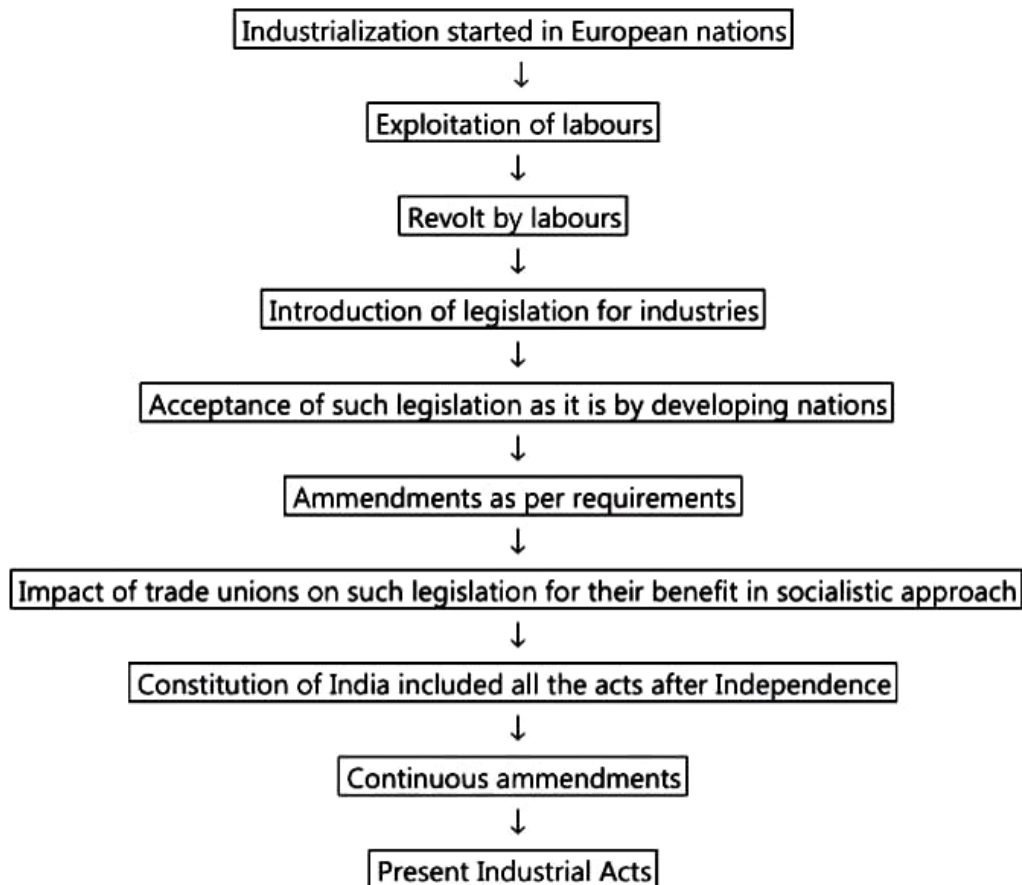 Industrialization started in European nations
Exploitation of labours
Revolt by labours
Introduction of legislation for industries
Acceptance of such legislation as it is by developing nations
Ammendments as per requirements
Impact of trade unions on such legislation for their benefit in socialistic approach
Constitution of India included all the acts after Independence
Continuous ammendments
Present Industrial Acts